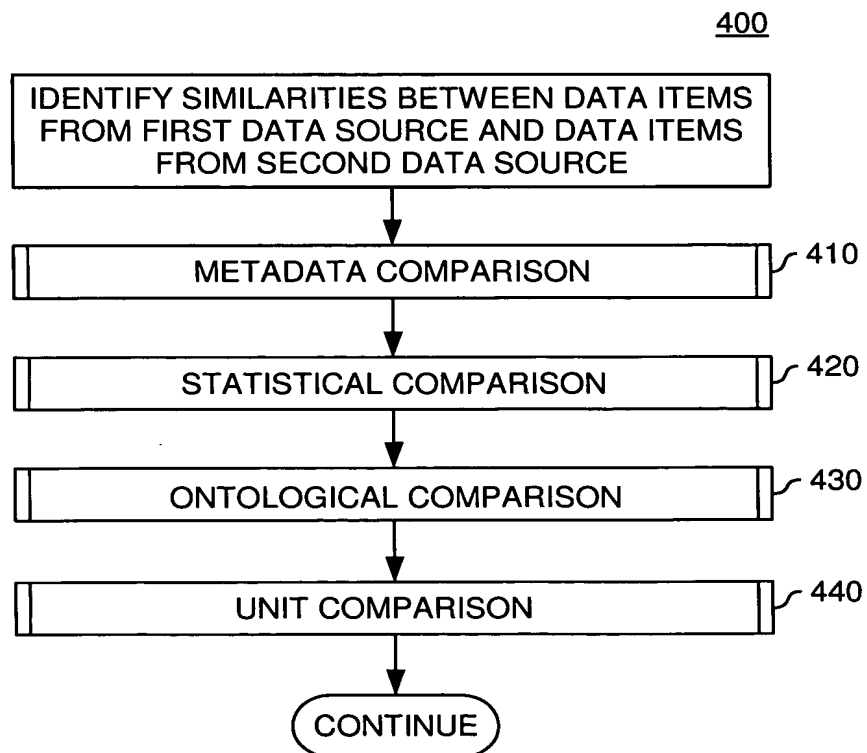 400
IDENTIFY SIMILARITIES BETWEEN DATA ITEMS
FROM FIRST DATA SOURCE AND DATA ITEMS
FROM SECOND DATA SOURCE
METADATA COMPARISON
410
STATISTICAL COMPARISON
420
ONTOLOGICAL COMPARISON
430
UNIT COMPARISON
440
CONTINUE